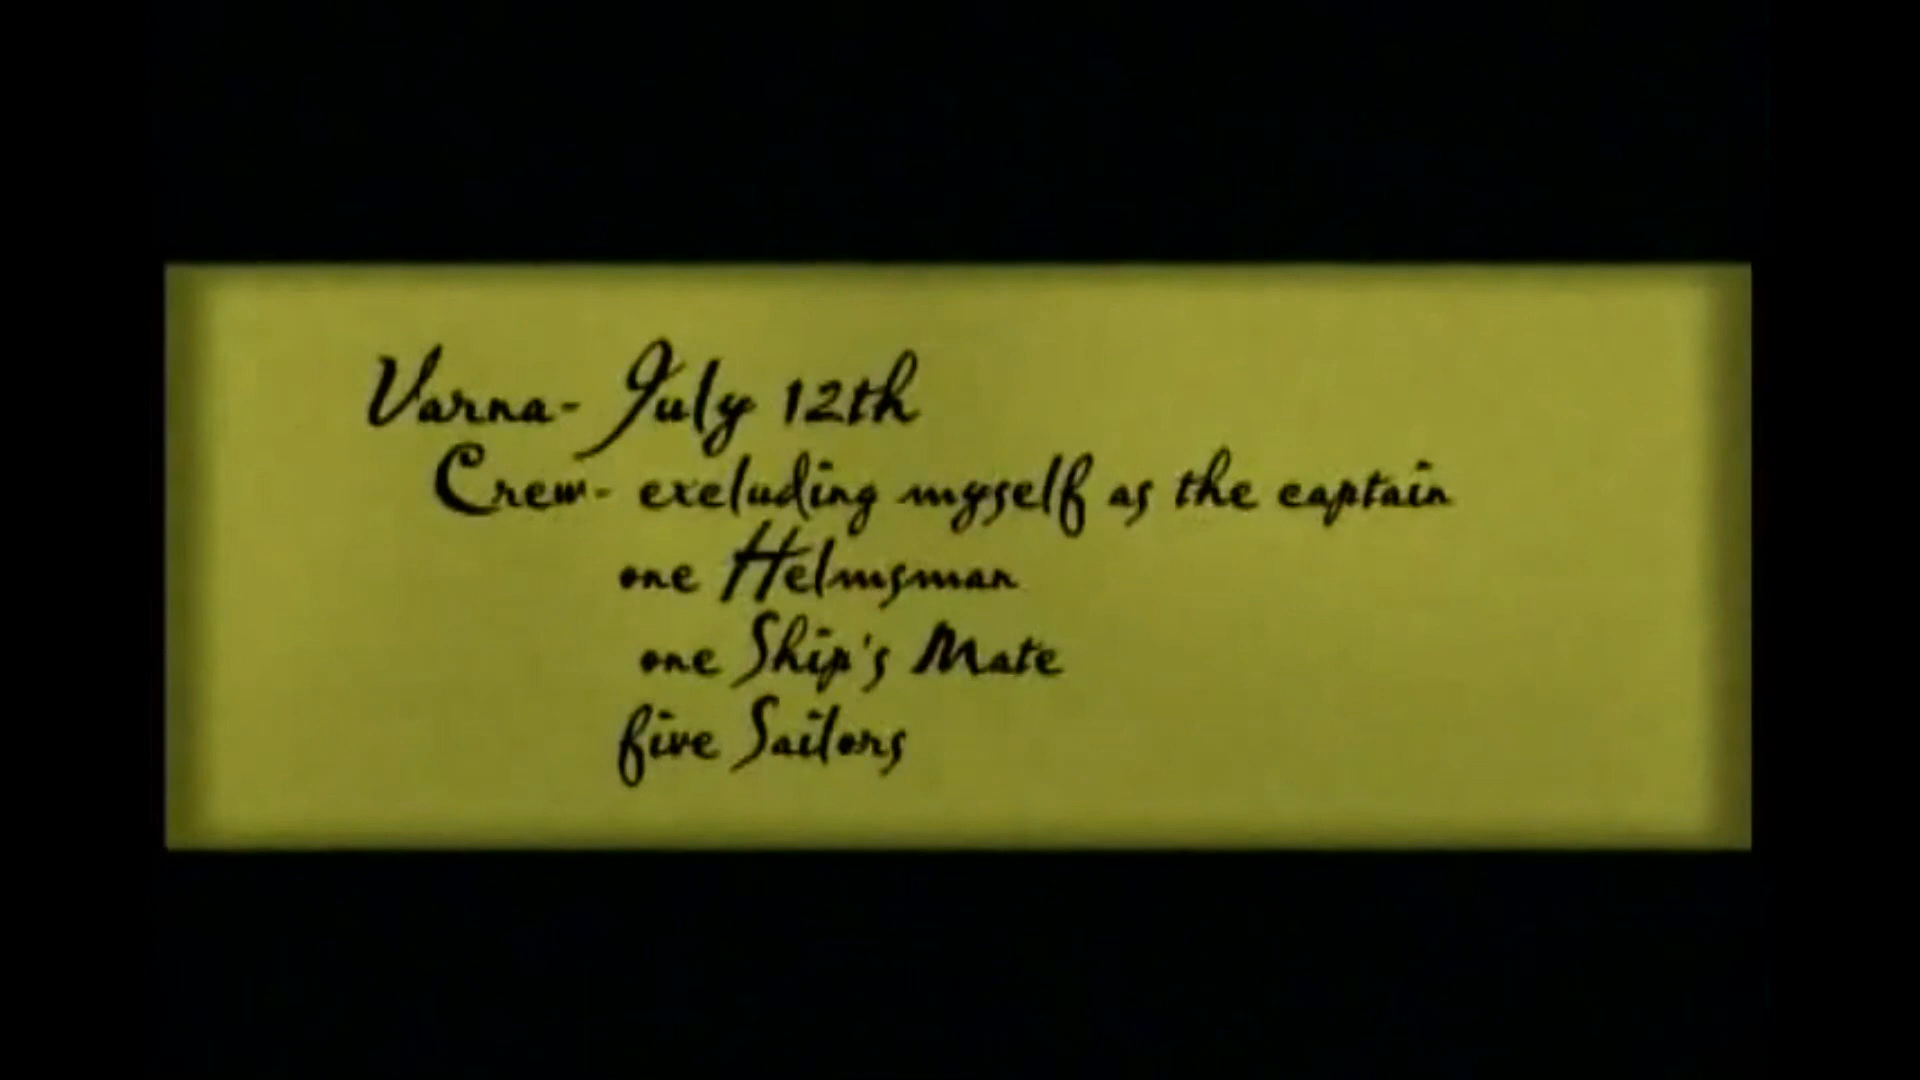 Varna- July 12th
Crew- excluding myself as the captain
one Helmsman
one Ship's Mate
five Sailors